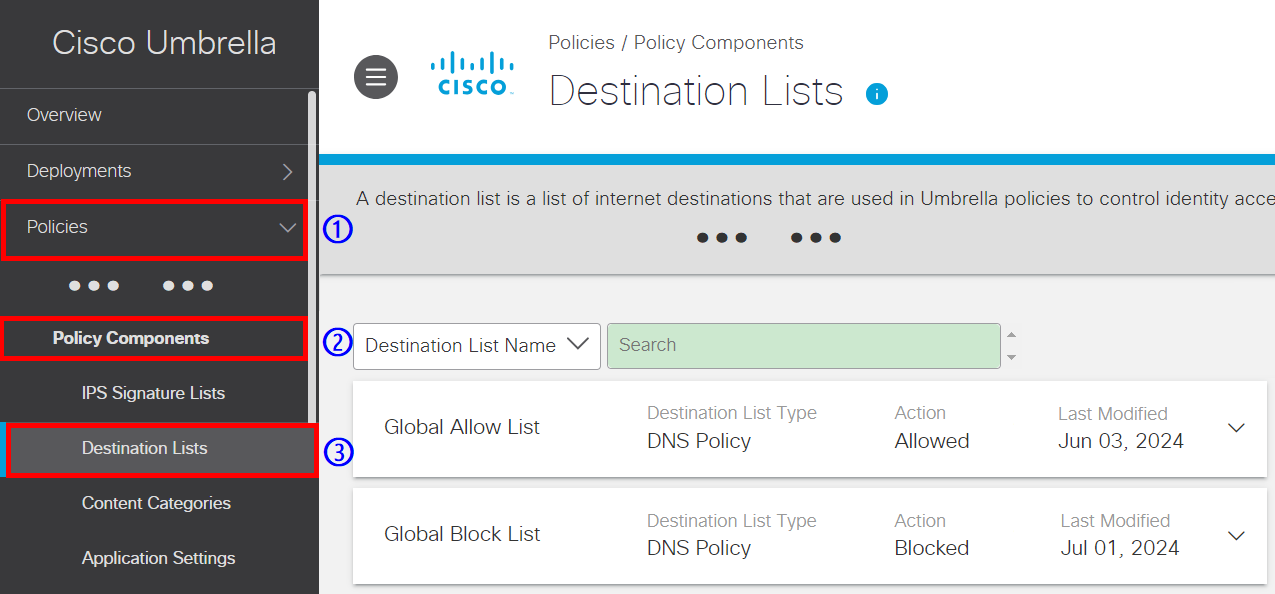 Cisco Umbrella
Overview
Deployments
Policies
Policy Components
IPS Signature Lists
Destination Lists
Content Categories
Application Settings
CISCO
Policies / Policy Components
Destination Lists
i
A destination list is a list of internet destinations that are used in Umbrella policies to control identity acce
1
2
3
Destination List Name
Search
Global Allow List
Destination List Type
DNS Policy
Action
Allowed
Last Modified
Jun 03, 2024
Global Block List
Destination List Type
DNS Policy
Action
Blocked
Last Modified
Jul 01, 2024